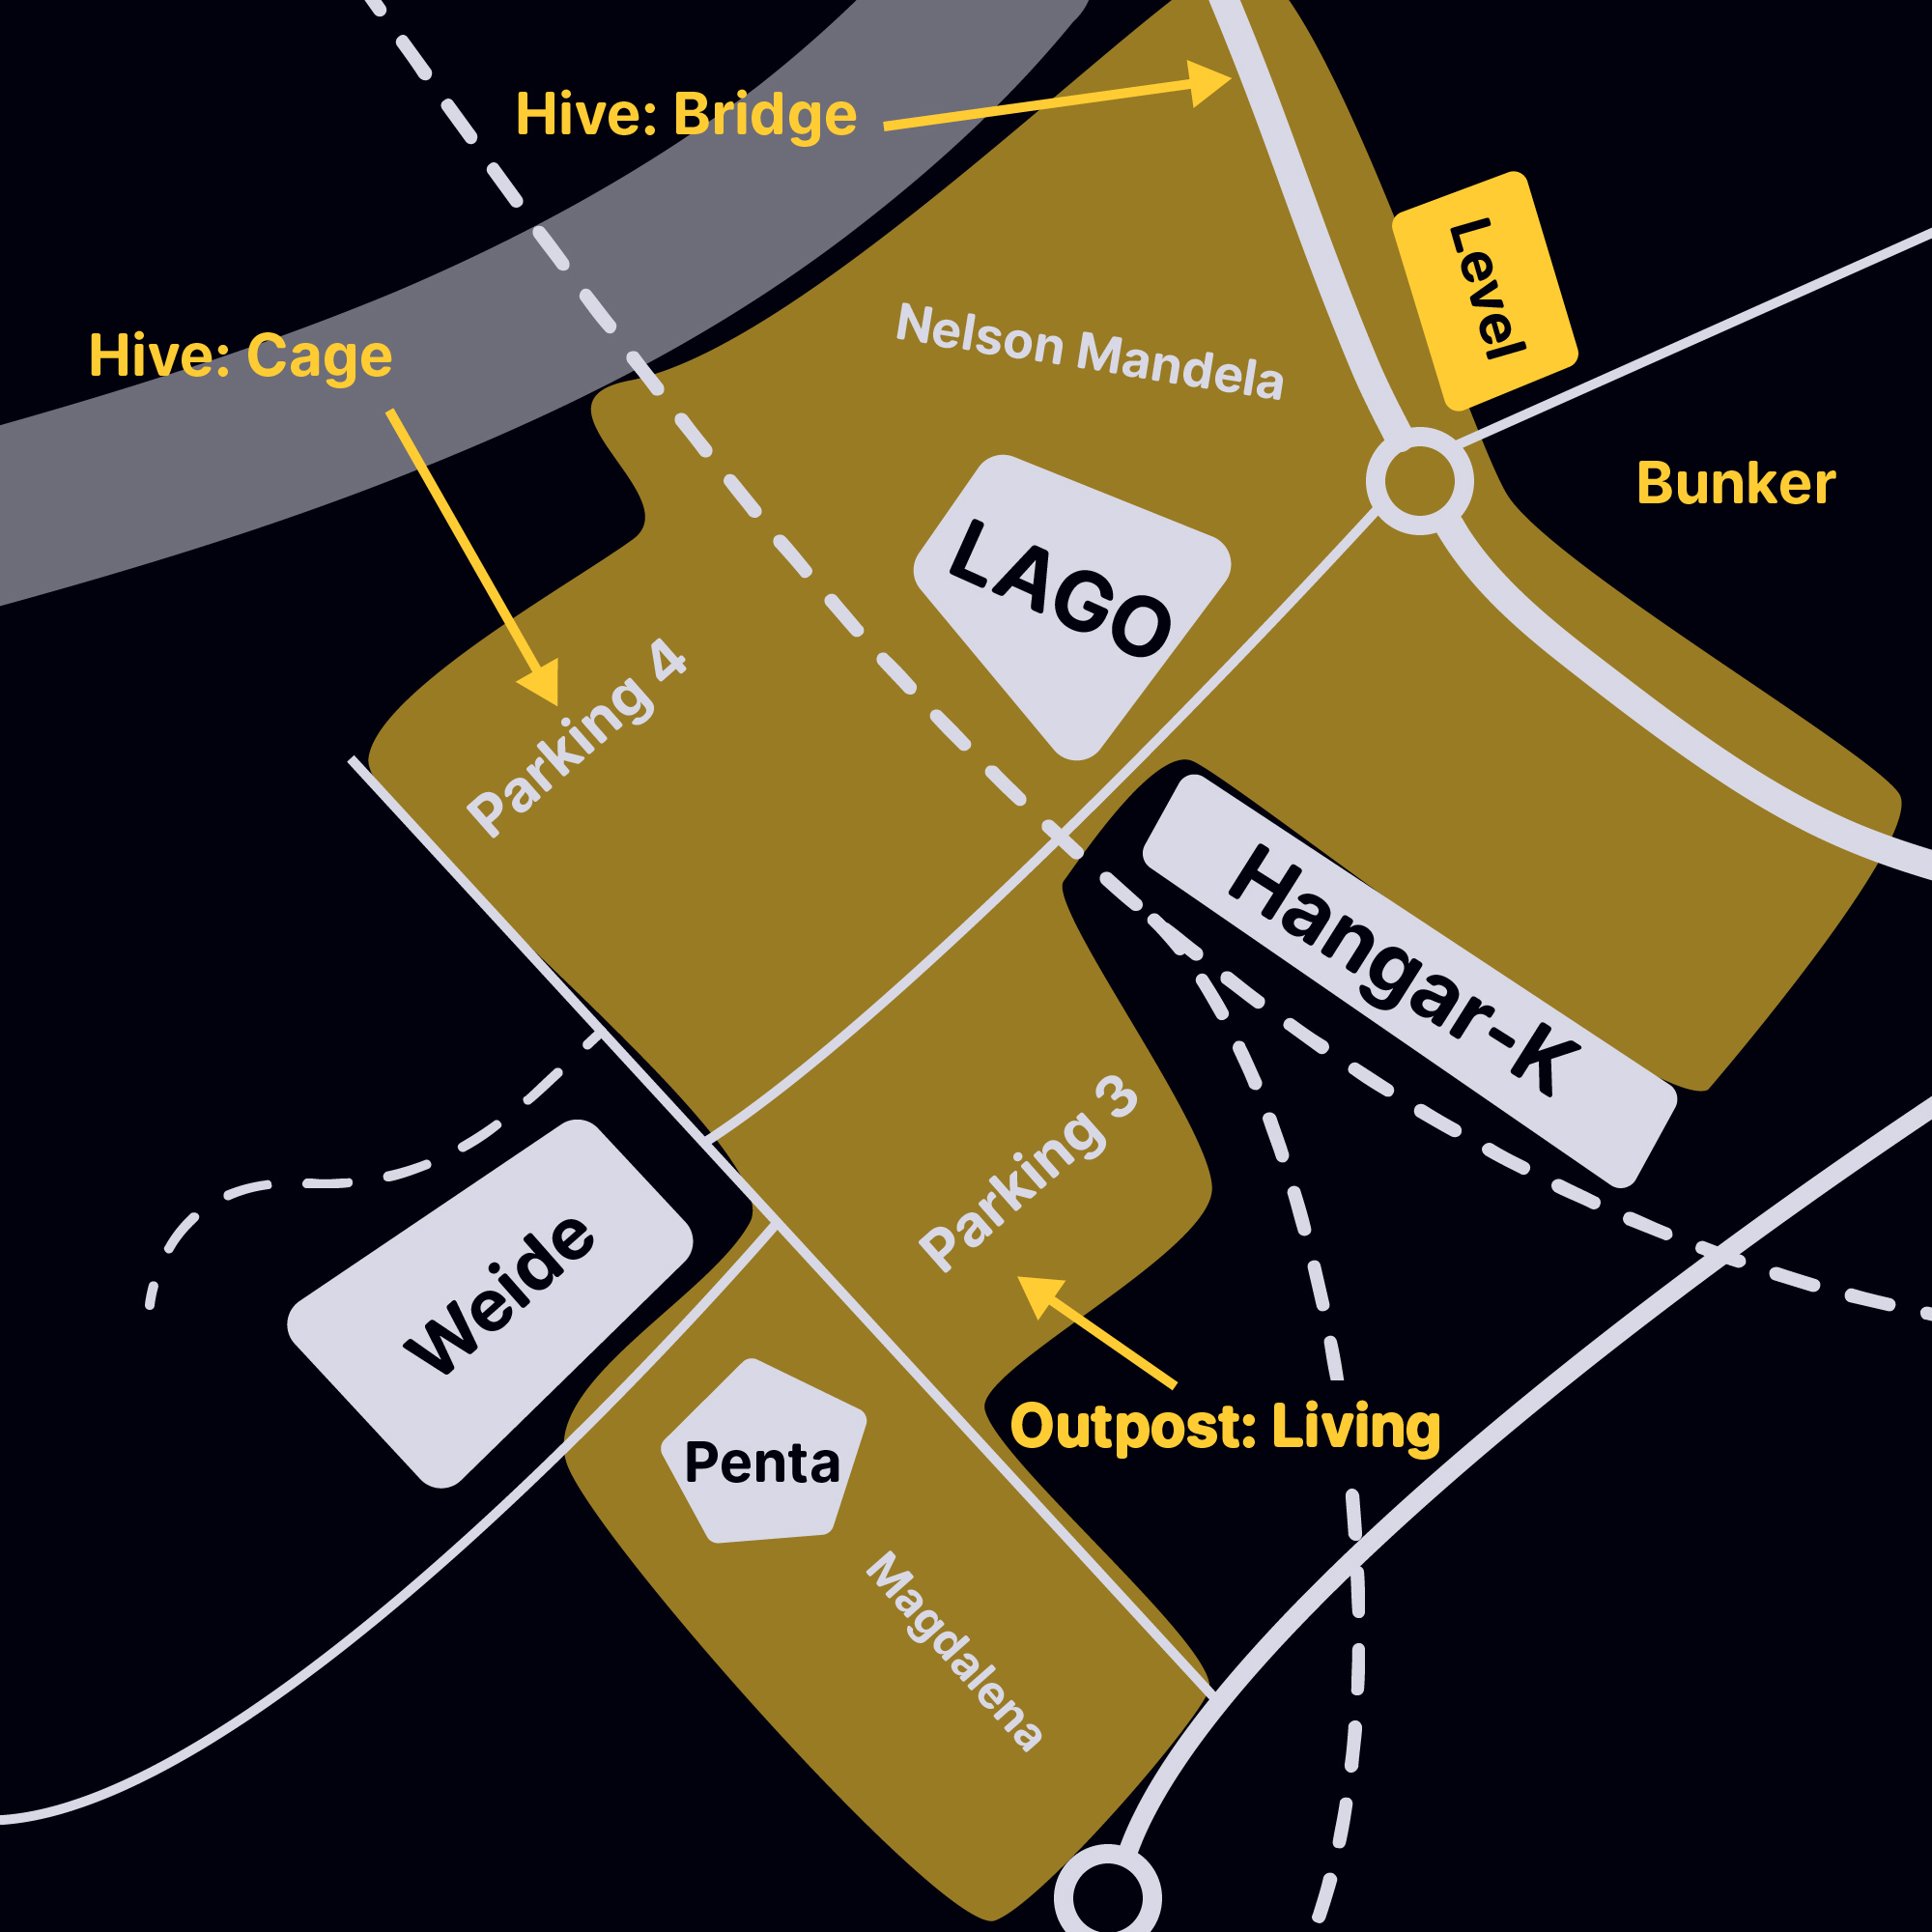 Hive: Bridge
Level
Hive: Cage
Nelson Mandela
Bunker
LAGO
Parking 4
Hangar-K
Parking 3
Weide
Outpost: Living
Penta
Magdalena